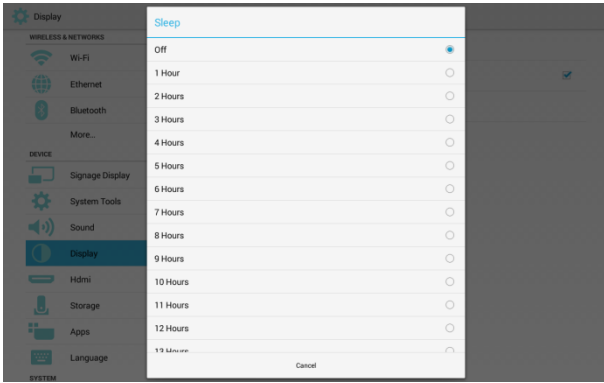 Display
WIRELESS & NETWORKS
Wi-Fi
Ethernet
Bluetooth
More...
DEVICE
Signage Display
System Tools
Sound
Display
Hdmi
Storage
Apps
Language
SYSTEM
Sleep
Off
1 Hour
2 Hours
3 Hours
4 Hours
5 Hours
6 Hours
7 Hours
8 Hours
9 Hours
10 Hours
11 Hours
12 Hours
13 Hours
Cancel